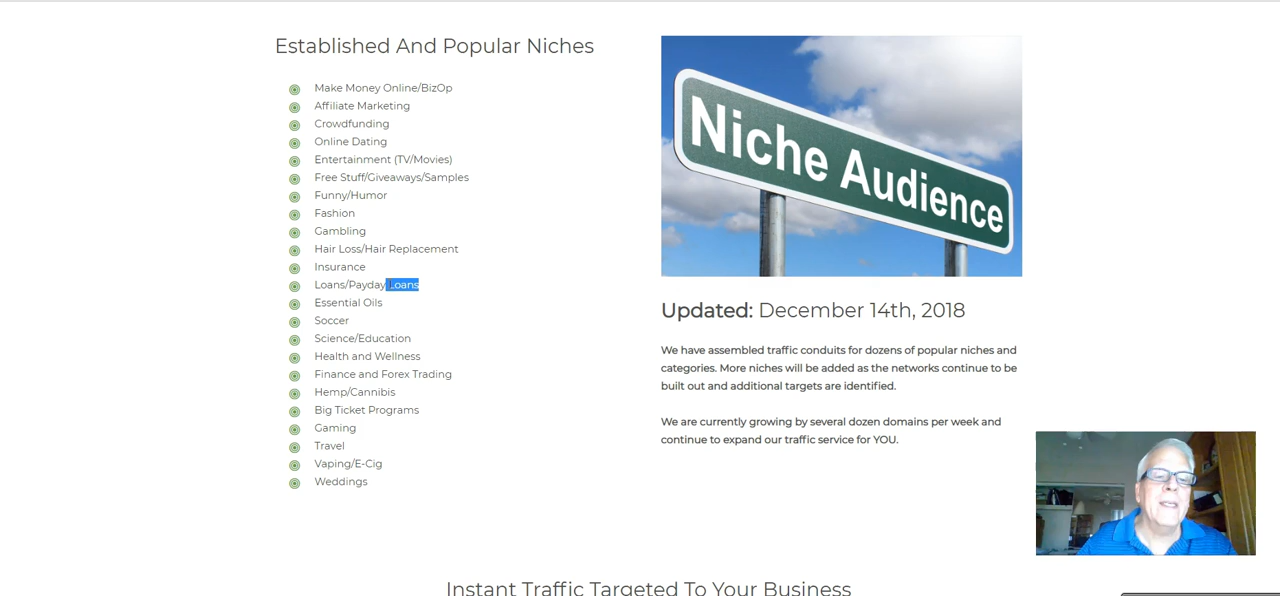 Established And Popular Niches
Make Money Online/BizOp
Affiliate Marketing
Crowdfunding
Online Dating
Entertainment (TV/Movies)
Free Stuff/Giveaways/Samples
Funny/Humor
Fashion
Gambling
Hair Loss/Hair Replacement
Insurance
Loans/Payday Loans
Essential Oils
Soccer
Science/Education
Health and Wellness
Finance and Forex Trading
Hemp/Cannibis
Big Ticket Programs
Gaming
Travel
Vaping/E-Cig
Weddings
Niche Audience
Updated: December 14th, 2018
We have assembled traffic conduits for dozens of popular niches and
categories. More niches will be added as the networks continue to be
built out and additional targets are identified.
We are currently growing by several dozen domains per week and
continue to expand our traffic service for YOU.
Instant Traffic Targeted To Your Business